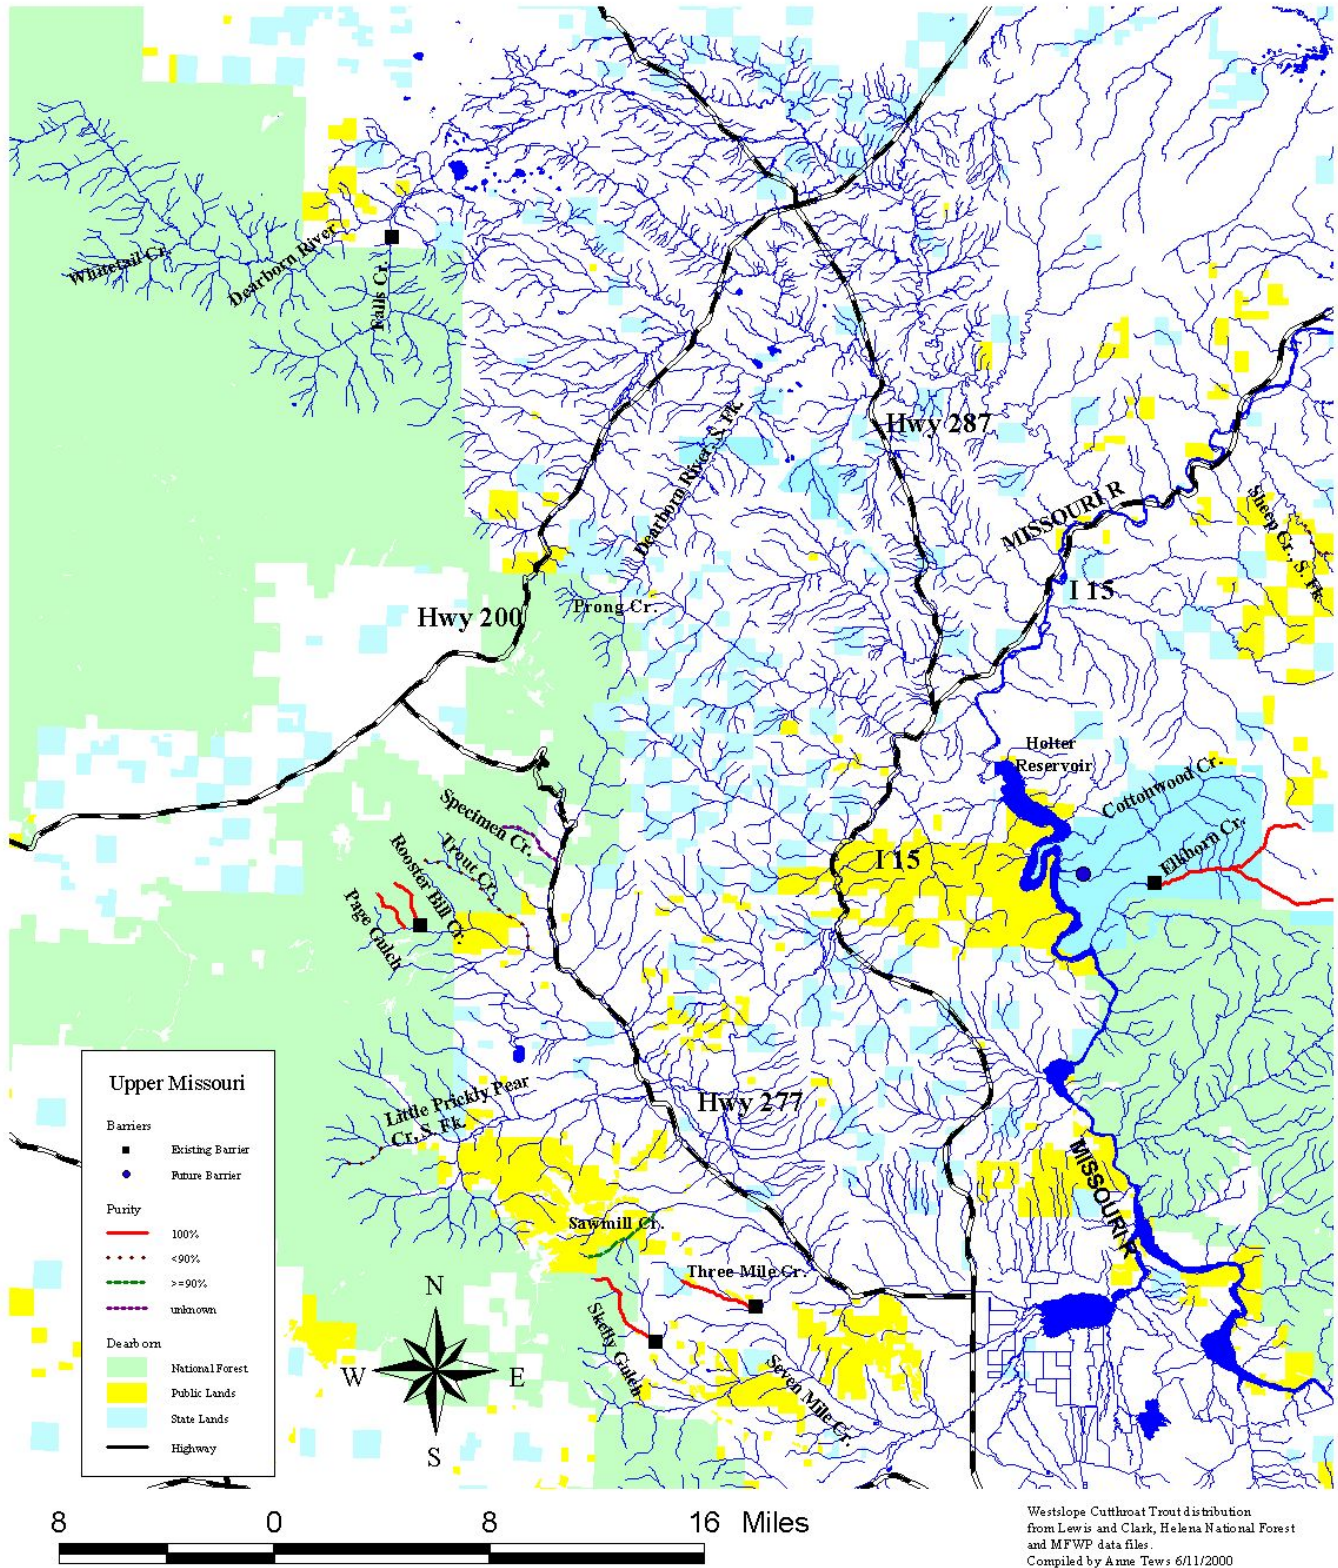 Whitetail Cr.
Dearborn River
Falls Cr.
Dearborn River, S. Fk.
Hwy 287
MISSOURI R
Sheep Cr., S. Fk.
I 15
Prong Cr.
Hwy 200
Holter
Reservoir
Cottonwood Cr.
Elkhorn Cr.
Specimen Cr.
Trout Cr.
Rooster Bill Cr.
Page Gulch
I 15
Little Prickly Pear
Cr, S. Fk.
Hwy 277
MISSOURI R
Sawmill Cr.
Three Mile Cr.
Skelly Gulch
Seven Mile Cr.
Upper Missouri
Barriers
Existing Barrier
Future Barrier
Purity
100%
<90%
>=90%
unknown
Dearborn
National Forest
Public Lands
State Lands
Highway
N
W E
S
8 0 8 16 Miles
Westslope Cutthroat Trout distribution
from Lewis and Clark, Helena National Forest
and MFWP data files.
Compiled by Anne Tews 6/11/2000